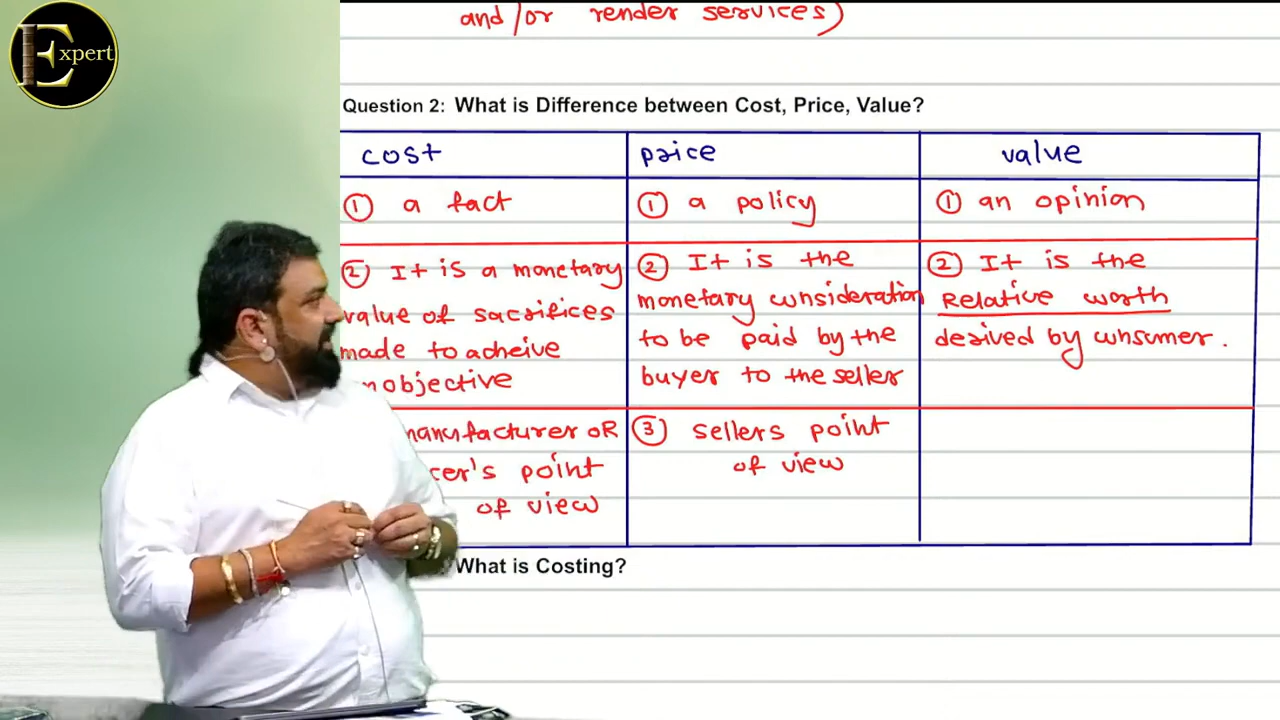 Expert
and/or render services)
Question 2: What is Difference between Cost, Price, Value?
cost
price
value
① a fact
① a policy
① an opinion
② It is a monetary
value of sacrifices
made to acheive
objective
② It is the
monetary consideration
to be paid by the
buyer to the seller
② It is the
Relative worth
derived by consumer.
manufacturer OR
point
of view
③ sellers point
of view
What is Costing?